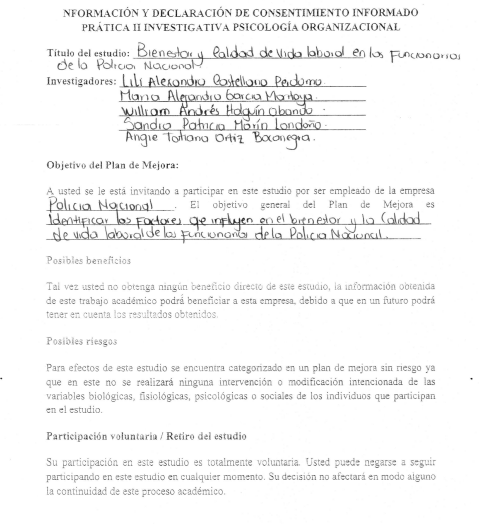 NFORMACIÓN Y DECLARACIÓN DE CONSENTIMIENTO INFORMADO
PRÁTICA II INVESTIGATIVA PSICOLOGÍA ORGANIZACIONAL
Título del estudio: Bienestar y Calidad de vida laboral en los Funcionarios
de la Policia Nacional
Investigadores: Lili Alexandra Castellano Perdomo.
Maria Alejandra Garcia Montoya.
William Andrés Holguín Obando
Sandra Patricia Marín Londoño.
Angie Tatiana Ortiz Bocanegra.
Objetivo del Plan de Mejora:
A usted se le está invitando a participar en este estudio por ser empleado de la empresa
Policia Nacional. El objetivo general del Plan de Mejora es
Identificar los Factores que influyen en el bienestar y la Calidad
de vida laboral de los Funcionarios de la Policia Nacional.
Posibles beneficios
Tal vez usted no obtenga ningún beneficio directo de este estudio, la información obtenida
de este trabajo académico podrá beneficiar a esta empresa, debido a que en un futuro podrá
tener en cuenta los resultados obtenidos.
Posibles riesgos
Para efectos de este estudio se encuentra categorizado en un plan de mejora sin riesgo ya
que en este no se realizará ninguna intervención o modificación intencionada de las
variables biológicas, fisiológicas, psicológicas o sociales de los individuos que participan
en el estudio.
Participación voluntaria / Retiro del estudio
Su participación en este estudio es totalmente voluntaria. Usted puede negarse a seguir
participando en este estudio en cualquier momento. Su decisión no afectará en modo alguno
la continuidad de este proceso académico.